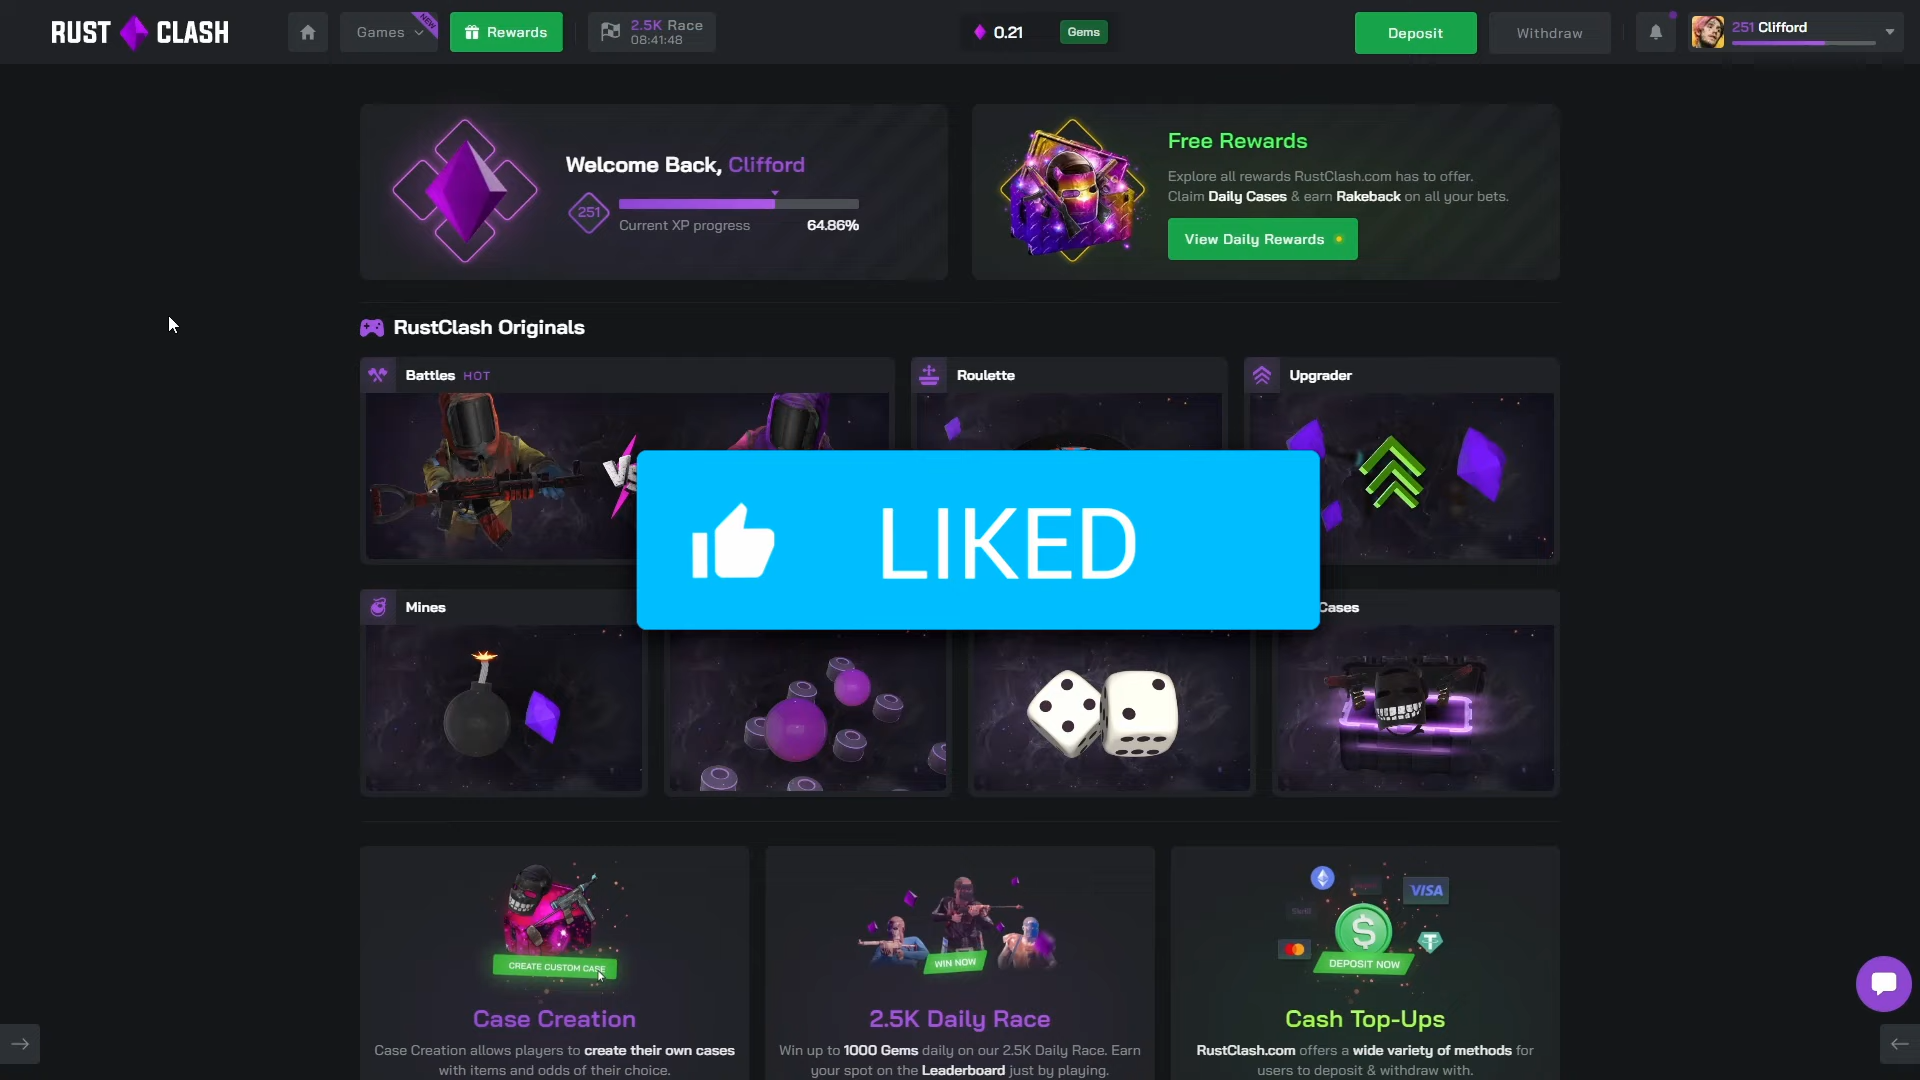 RUST CLASH
Games
NEW
Rewards
2.5K Race
08:41:48
0.21
Gems
Deposit
Withdraw
251 Clifford
Welcome Back, Clifford
251
Current XP progress
64.86%
Free Rewards
Explore all rewards RustClash.com has to offer.
Claim Daily Cases & earn Rakeback on all your bets.
View Daily Rewards
RustClash Originals
Battles HOT
Roulette
Upgrader
VS
LIKED
Mines
Cases
CREATE CUSTOM CASE
WIN NOW
VISA
DEPOSIT NOW
Case Creation
2.5K Daily Race
Cash Top-Ups
Case Creation allows players to create their own cases
with items and odds of their choice.
Win up to 1000 Gems daily on our 2.5K Daily Race. Earn
your spot on the Leaderboard just by playing.
RustClash.com offers a wide variety of methods for
users to deposit & withdraw with.